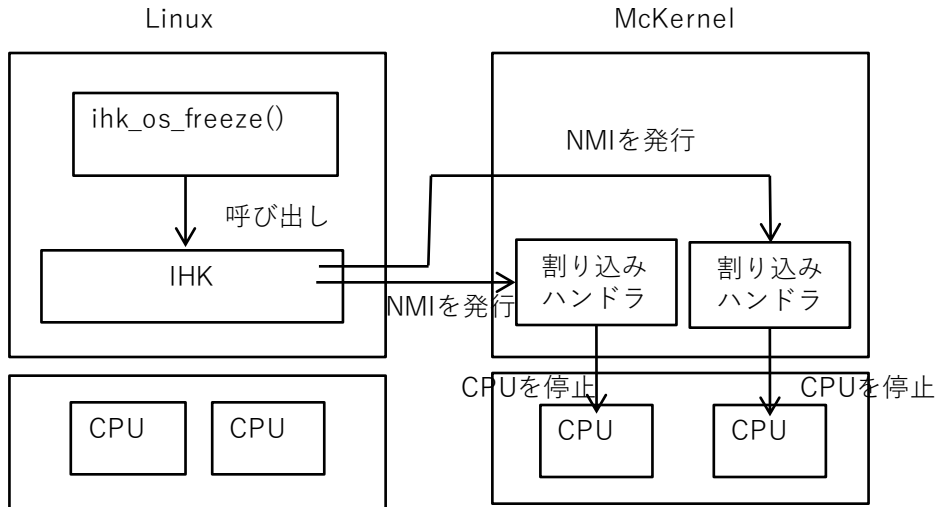 Linux
McKernel
ihk_os_freeze()
NMIを発行
呼び出し
IHK
割り込み
ハンドラ
割り込み
ハンドラ
NMIを発行
CPUを停止
CPUを停止
CPU
CPU
CPU
CPU